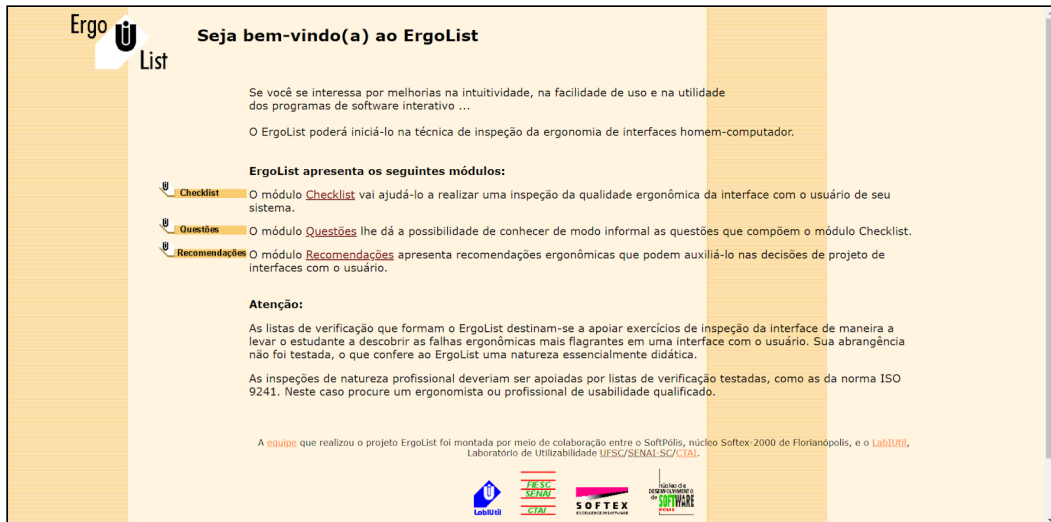 Ergo
List
Seja bem-vindo(a) ao ErgoList
Se você se interessa por melhorias na intuitividade, na facilidade de uso e na utilidade
dos programas de software interativo ...
O ErgoList poderá iniciá-lo na técnica de inspeção da ergonomia de interfaces homem-computador.
ErgoList apresenta os seguintes módulos:
Checklist
O módulo Checklist vai ajudá-lo a realizar uma inspeção da qualidade ergonômica da interface com o usuário de seu
sistema.
Questões
O módulo Questões lhe dá a possibilidade de conhecer de modo informal as questões que compõem o módulo Checklist.
Recomendações
O módulo Recomendações apresenta recomendações ergonômicas que podem auxiliá-lo nas decisões de projeto de
interfaces com o usuário.
Atenção:
As listas de verificação que formam o ErgoList destinam-se a apoiar exercícios de inspeção da interface de maneira a
levar o estudante a descobrir as falhas ergonômicas mais flagrantes em uma interface com o usuário. Sua abrangência
não foi testada, o que confere ao ErgoList uma natureza essencialmente didática.
As inspeções de natureza profissional deveriam ser apoiadas por listas de verificação testadas, como as da norma ISO
9241. Neste caso procure um ergonomista ou profissional de usabilidade qualificado.
A equipe que realizou o projeto ErgoList foi montada por meio de colaboração entre o SoftPólis, núcleo Softex-2000 de Florianópolis, e o LabIUtil,
Laboratório de Utilizabilidade UFSC/SENAI-SC/CTAI.
LabIUtil
FIESC
SENAI
CTAI
SOFTEX
EXCELLENCE IN SOFTWARE
núcleo de
DESENVOLVIMENTO
de SOFTWARE